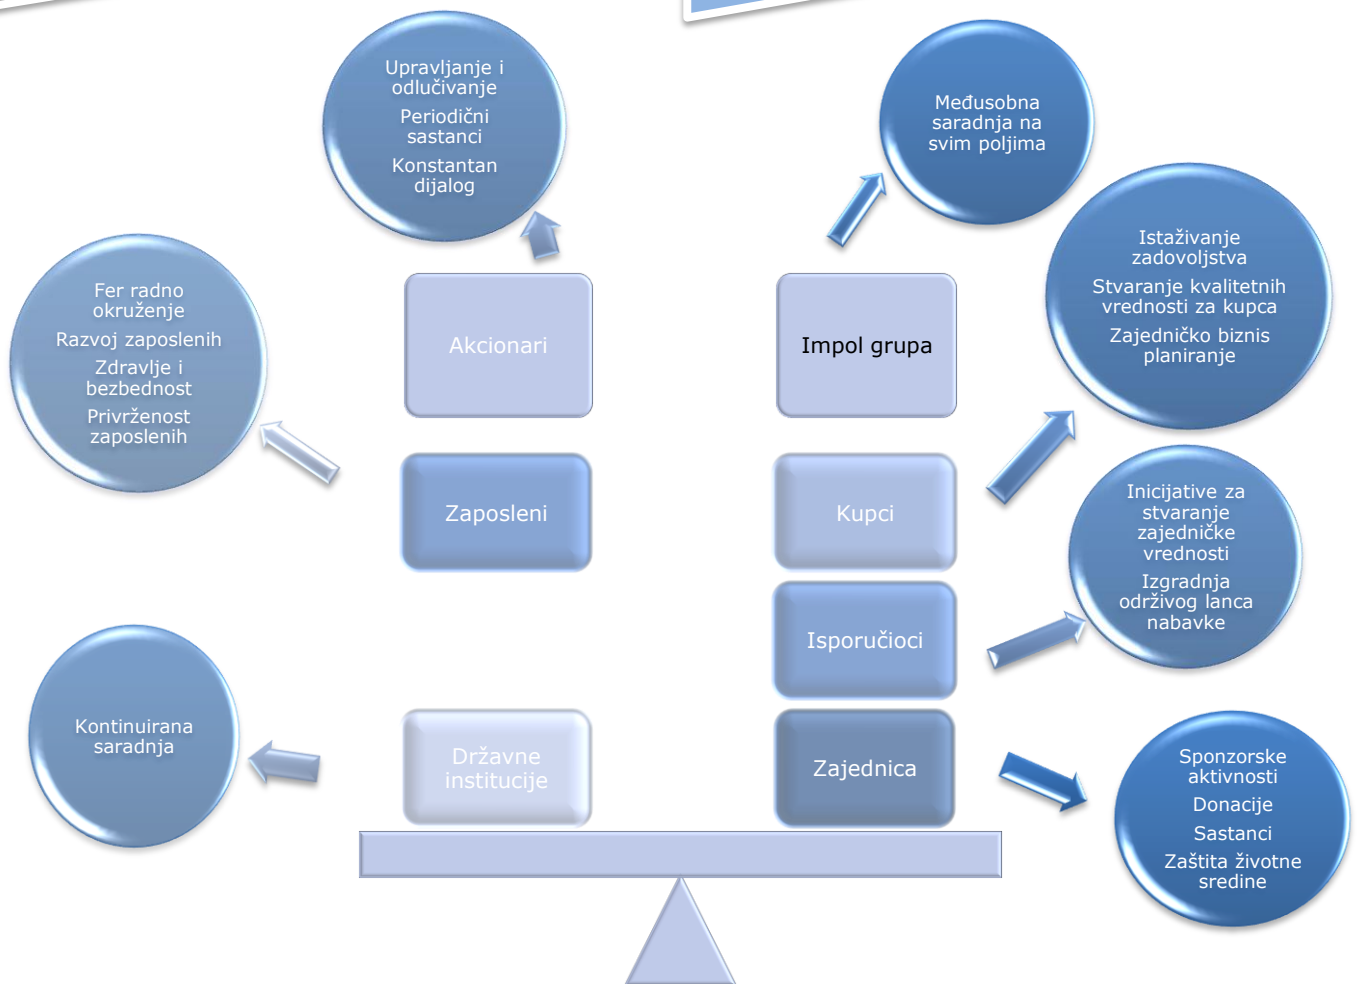 Upravljanje i
odlučivanje
Periodični
sastanci
Konstantan
dijalog
Međusobna
saradnja na
svim poljima
Istaživanje
zadovoljstva
Stvaranje kvalitetnih
vrednosti za kupca
Zajedničko biznis
planiranje
Fer radno
okruženje
Razvoj zaposlenih
Zdravlje i
bezbednost
Privrženost
zaposlenih
Akcionari
Impol grupa
Zaposleni
Kupci
Inicijative za
stvaranje
zajedničke
vrednosti
Izgradnja
održivog lanca
nabavke
Isporučioci
Kontinuirana
saradnja
Državne
institucije
Zajednica
Sponzorske
aktivnosti
Donacije
Sastanci
Zaštita životne
sredine